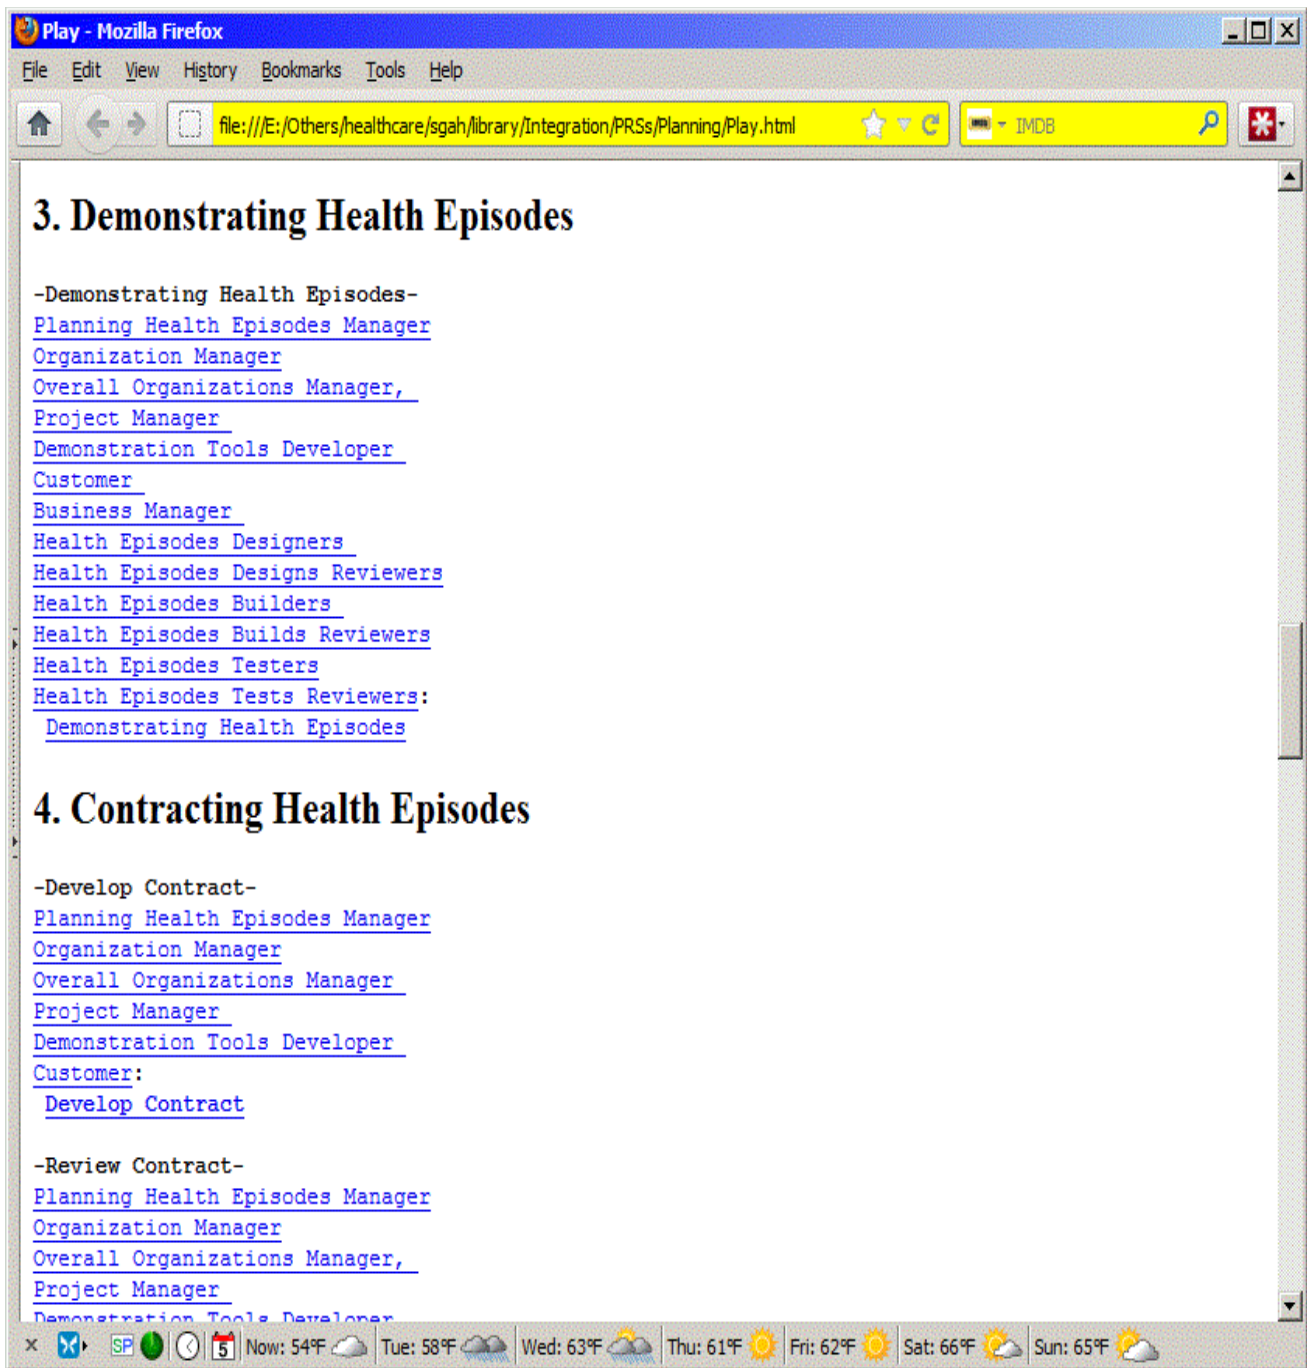 Play - Mozilla Firefox
File Edit View History Bookmarks Tools Help
file:///E:/Others/healthcare/sgah/library/Integration/PRSs/Planning/Play.html IMDB
3. Demonstrating Health Episodes
-Demonstrating Health Episodes-
Planning Health Episodes Manager
Organization Manager
Overall Organizations Manager,
Project Manager
Demonstration Tools Developer
Customer
Business Manager
Health Episodes Designers
Health Episodes Designs Reviewers
Health Episodes Builders
Health Episodes Builds Reviewers
Health Episodes Testers
Health Episodes Tests Reviewers:
Demonstrating Health Episodes
4. Contracting Health Episodes
-Develop Contract-
Planning Health Episodes Manager
Organization Manager
Overall Organizations Manager
Project Manager
Demonstration Tools Developer
Customer:
Develop Contract
-Review Contract-
Planning Health Episodes Manager
Organization Manager
Overall Organizations Manager,
Project Manager
Demonstration Tools Developer
SP 5 Now: 54°F Tue: 58°F Wed: 63°F Thu: 61°F Fri: 62°F Sat: 66°F Sun: 65°F